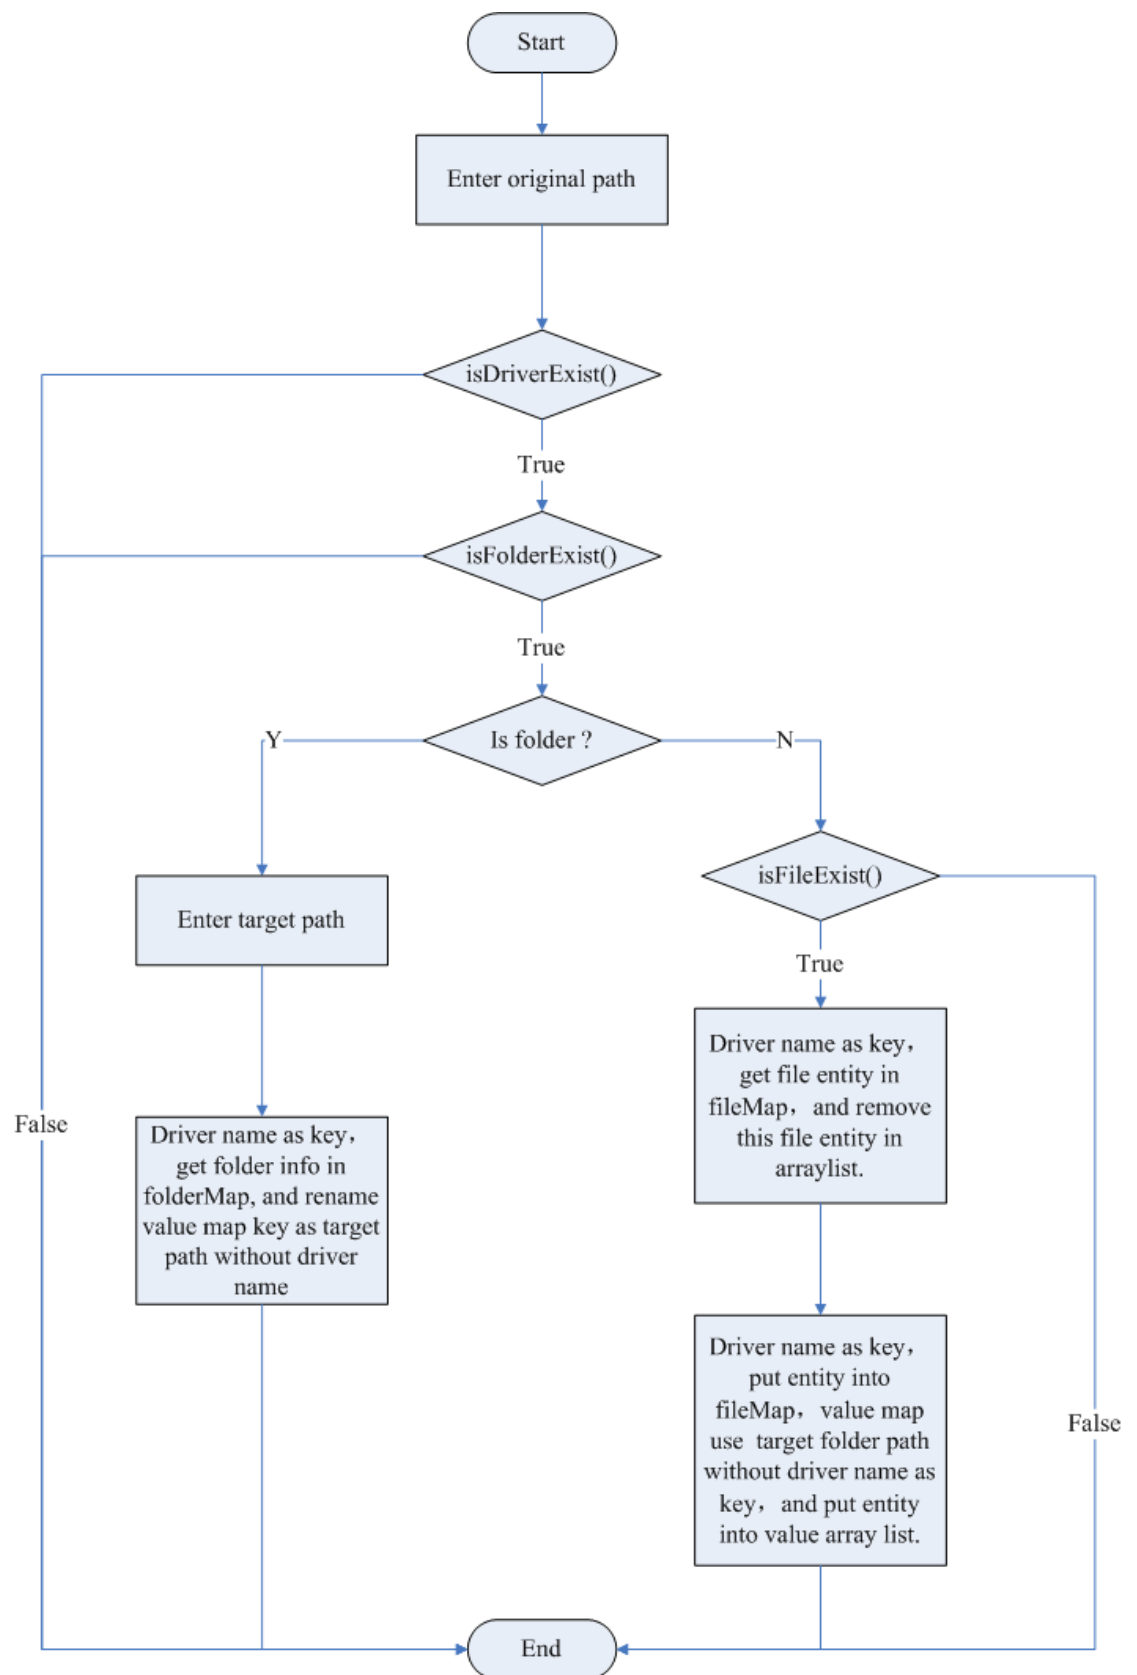 Start
Enter original path
isDriverExist()
True
isFolderExist()
True
Is folder ?
Y
N
isFileExist()
Enter target path
True
Driver name as key，
get file entity in
fileMap，and remove
this file entity in
arraylist.
False
Driver name as key，
get folder info in
folderMap, and rename
value map key as target
path without driver
name
Driver name as key，
put entity into
fileMap，value map
use target folder path
without driver name as
key，and put entity
into value array list.
False
End